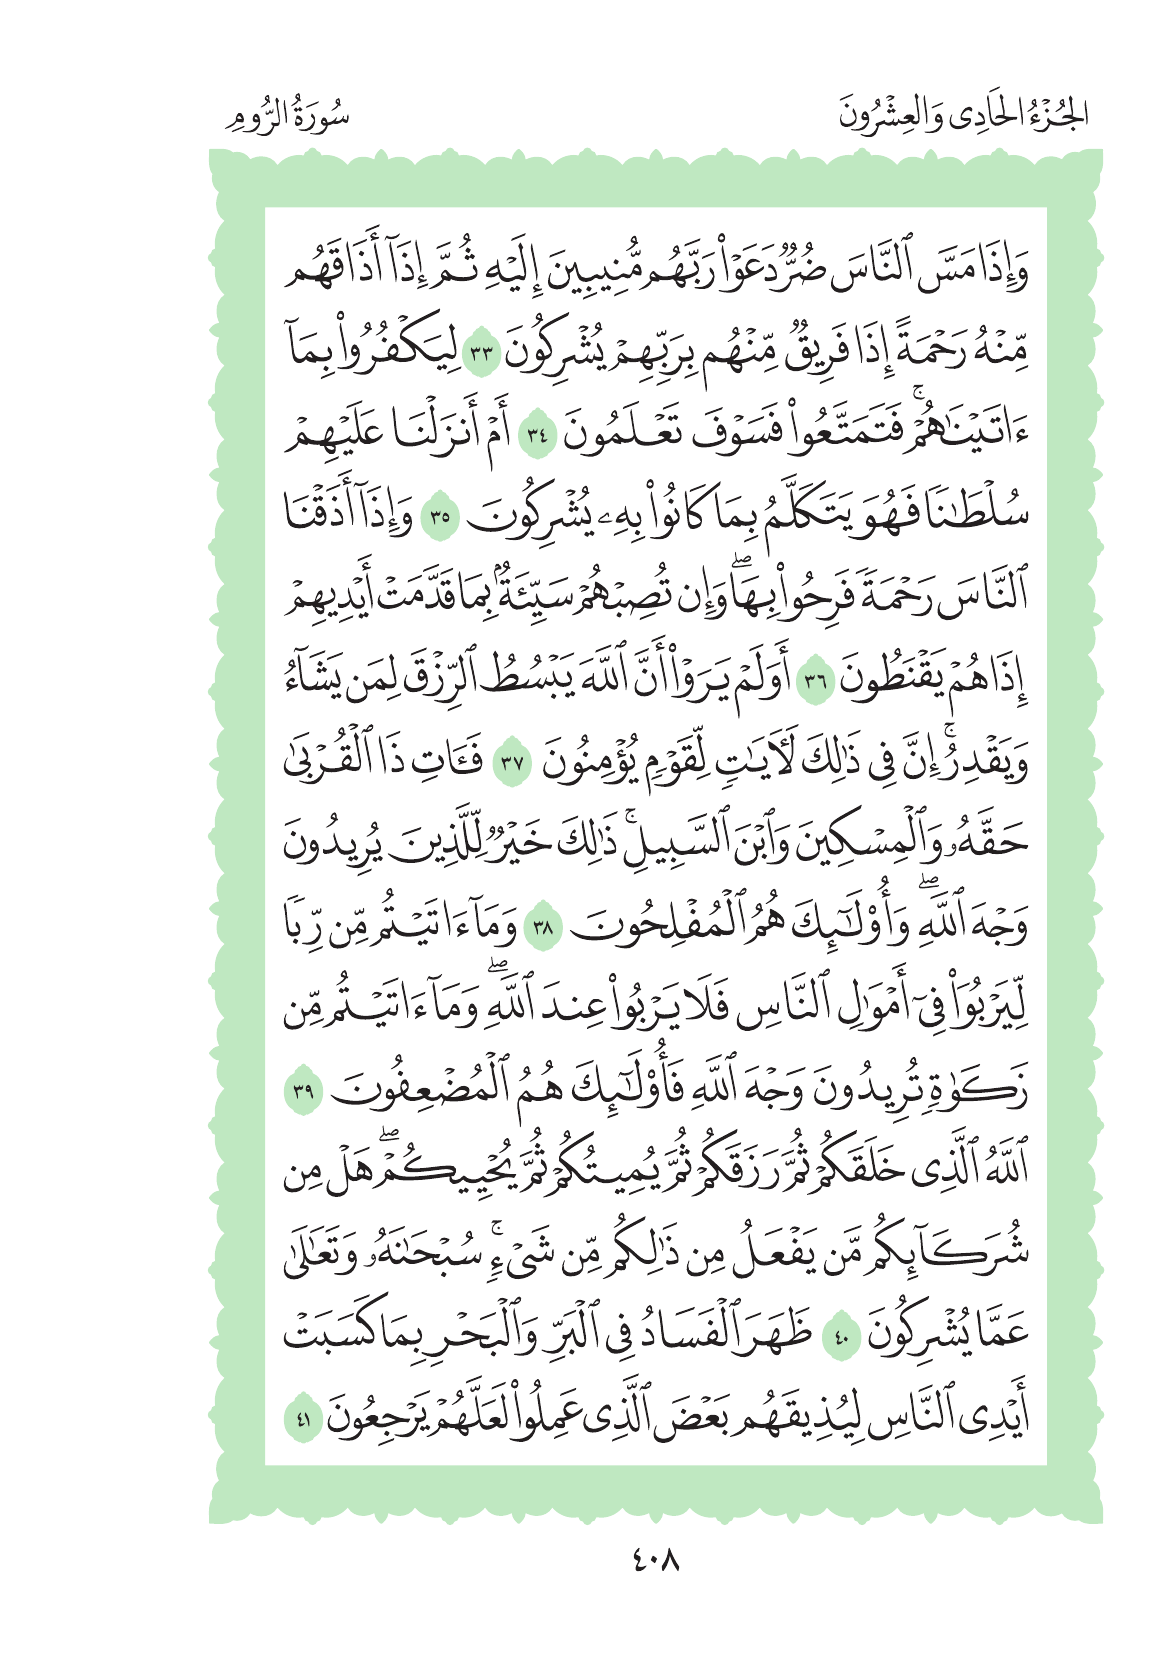 الجُزْءُ الحَادِى وَالعِشْرُونَ
سُورَةُ الرُّومِ
وَإِذَا مَسَّ ٱلنَّاسَ ضُرٌّ دَعَوْا۟ رَبَّهُم مُّنِيبِينَ إِلَيْهِ ثُمَّ إِذَآ أَذَاقَهُم
مِّنْهُ رَحْمَةً إِذَا فَرِيقٌ مِّنْهُم بِرَبِّهِمْ يُشْرِكُونَ ٣٣ لِيَكْفُرُوا۟ بِمَآ
ءَاتَيْنَـٰهُمْ ۚ فَتَمَتَّعُوا۟ فَسَوْفَ تَعْلَمُونَ ٣٤ أَمْ أَنزَلْنَا عَلَيْهِمْ
سُلْطَـٰنًا فَهُوَ يَتَكَلَّمُ بِمَا كَانُوا۟ بِهِۦ يُشْرِكُونَ ٣٥ وَإِذَآ أَذَقْنَا
ٱلنَّاسَ رَحْمَةً فَرِحُوا۟ بِهَا ۖ وَإِن تُصِبْهُمْ سَيِّئَةٌۢ بِمَا قَدَّمَتْ أَيْدِيهِمْ
إِذَا هُمْ يَقْنَطُونَ ٣٦ أَوَلَمْ يَرَوْا۟ أَنَّ ٱللَّهَ يَبْسُطُ ٱلرِّزْقَ لِمَن يَشَآءُ
وَيَقْدِرُ ۚ إِنَّ فِى ذَٰلِكَ لَـَٔايَـٰتٍ لِّقَوْمٍ يُؤْمِنُونَ ٣٧ فَـَٔاتِ ذَا ٱلْقُرْبَىٰ
حَقَّهُۥ وَٱلْمِسْكِينَ وَٱبْنَ ٱلسَّبِيلِ ۚ ذَٰلِكَ خَيْرٌ لِّلَّذِينَ يُرِيدُونَ
وَجْهَ ٱللَّهِ ۖ وَأُو۟لَـٰٓئِكَ هُمُ ٱلْمُفْلِحُونَ ٣٨ وَمَآ ءَاتَيْتُم مِّن رِّبًا
لِّيَرْبُوَا۟ فِىٓ أَمْوَٰلِ ٱلنَّاسِ فَلَا يَرْبُوا۟ عِندَ ٱللَّهِ ۖ وَمَآ ءَاتَيْتُم مِّن
زَكَوٰةٍ تُرِيدُونَ وَجْهَ ٱللَّهِ فَأُو۟لَـٰٓئِكَ هُمُ ٱلْمُضْعِفُونَ ٣٩
ٱللَّهُ ٱلَّذِى خَلَقَكُمْ ثُمَّ رَزَقَكُمْ ثُمَّ يُمِيتُكُمْ ثُمَّ يُحْيِيكُمْ ۖ هَلْ مِن
شُرَكَآئِكُم مَّن يَفْعَلُ مِن ذَٰلِكُم مِّن شَىْءٍ ۚ سُبْحَـٰنَهُۥ وَتَعَـٰلَىٰ
عَمَّا يُشْرِكُونَ ٤٠ ظَهَرَ ٱلْفَسَادُ فِى ٱلْبَرِّ وَٱلْبَحْرِ بِمَا كَسَبَتْ
أَيْدِى ٱلنَّاسِ لِيُذِيقَهُم بَعْضَ ٱلَّذِى عَمِلُوا۟ لَعَلَّهُمْ يَرْجِعُونَ ٤١
٤٠٨